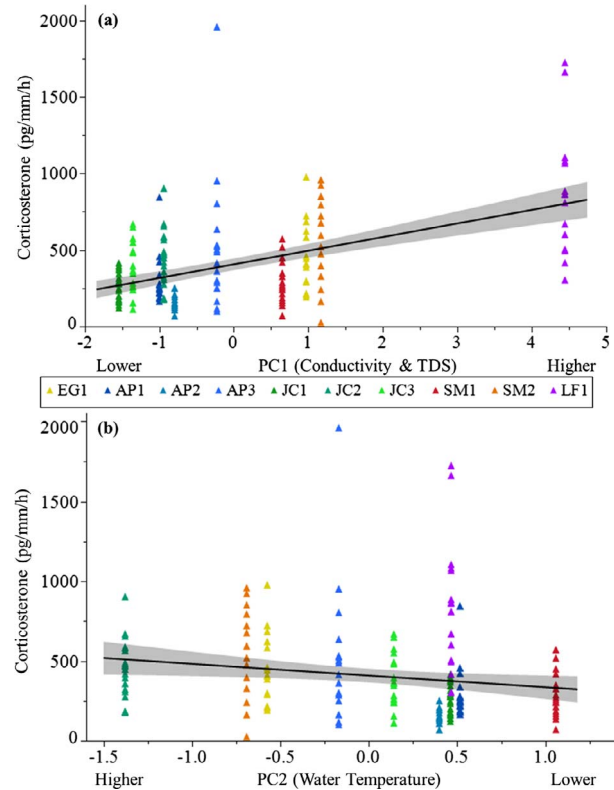 (a)
2000
1500
1000
500
0
Corticosterone (pg/mm/h)
-2 -1 0 1 2 3 4 5
Lower PC1 (Conductivity & TDS) Higher
EG1 AP1 AP2 AP3 JC1 JC2 JC3 SM1 SM2 LF1
(b)
2000
1500
1000
500
0
Corticosterone (pg/mm/h)
-1.5 -1.0 -0.5 0.0 0.5 1.0
Higher PC2 (Water Temperature) Lower